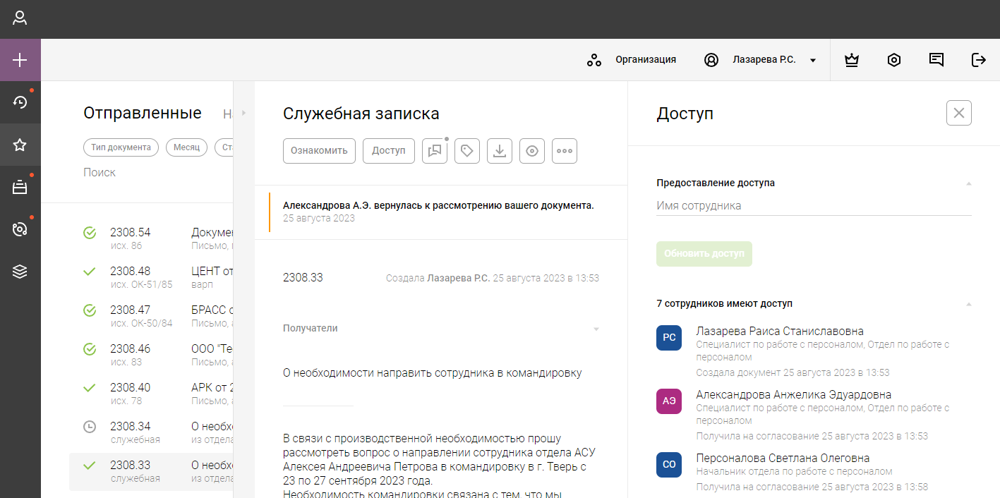 Организация
Лазарева Р.С.
Отправленные
Тип документа
Месяц
Поиск
2308.54
исх. 86
Письмо,
2308.48
исх. ОК-51/85
ЦЕНТ от
варп
2308.47
исх. ОК-50/84
БРАСС
Письмо,
2308.46
исх. 83
ООО "Те
Письмо,
2308.40
исх. 78
АРК от 2
Письмо,
2308.34
служебная
О необх
из отдела
2308.33
служебная
О необх
из отдела
Служебная записка
Ознакомить
Доступ
Александрова А.Э. вернулась к рассмотрению вашего документа.
25 августа 2023
2308.33
Создала Лазарева Р.С. 25 августа 2023 в 13:53
Получатели
О необходимости направить сотрудника в командировку
В связи с производственной необходимостью прошу
рассмотреть вопрос о направлении сотрудника отдела АСУ
Алексея Андреевича Петрова в командировку в г. Тверь с
23 по 27 сентября 2023 года.
Необходимость командировки связана с тем, что мы
Доступ
Предоставление доступа
Имя сотрудника
Обновить доступ
7 сотрудников имеют доступ
РС
Лазарева Раиса Станиславовна
Специалист по работе с персоналом, Отдел по работе с
персоналом
Создала документ 25 августа 2023 в 13:53
АЭ
Александрова Анжелика Эдуардовна
Специалист по работе с персоналом, Отдел по работе с
персоналом
Получила на согласование 25 августа 2023 в 13:53
СО
Персоналова Светлана Олеговна
Начальник отдела по работе с персоналом
Получила на согласование 25 августа 2023 в 13:58